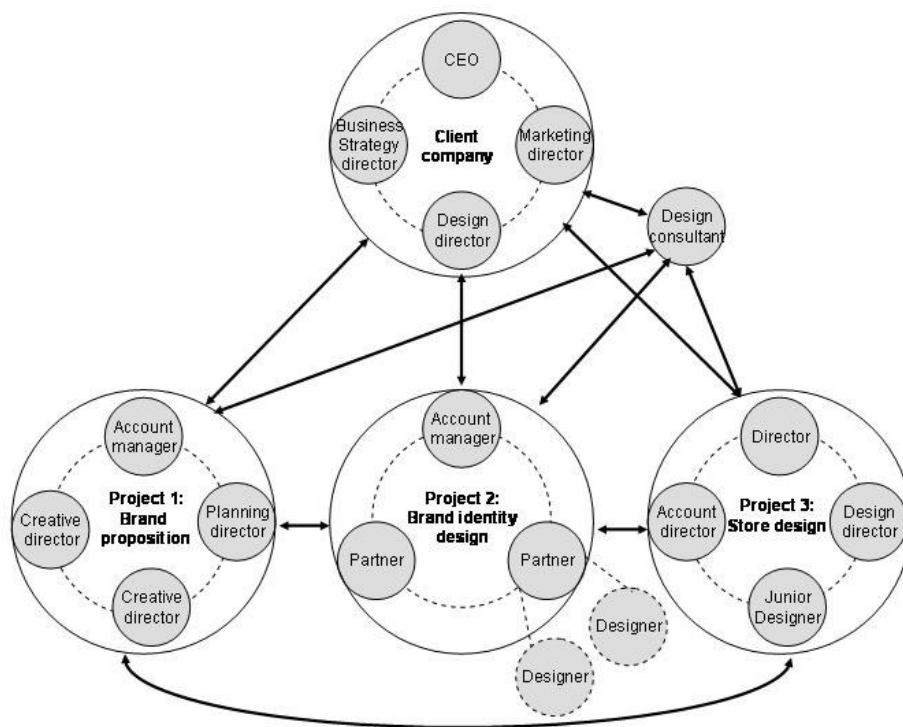 CEO
Business
Strategy
director
Client
company
Marketing
director
Design
director
Design
consultant
Account
manager
Creative
director
Project 1:
Brand
proposition
Planning
director
Creative
director
Account
manager
Project 2:
Brand identity
design
Partner
Partner
Designer
Designer
Director
Account
director
Project 3:
Store design
Design
director
Junior
Designer